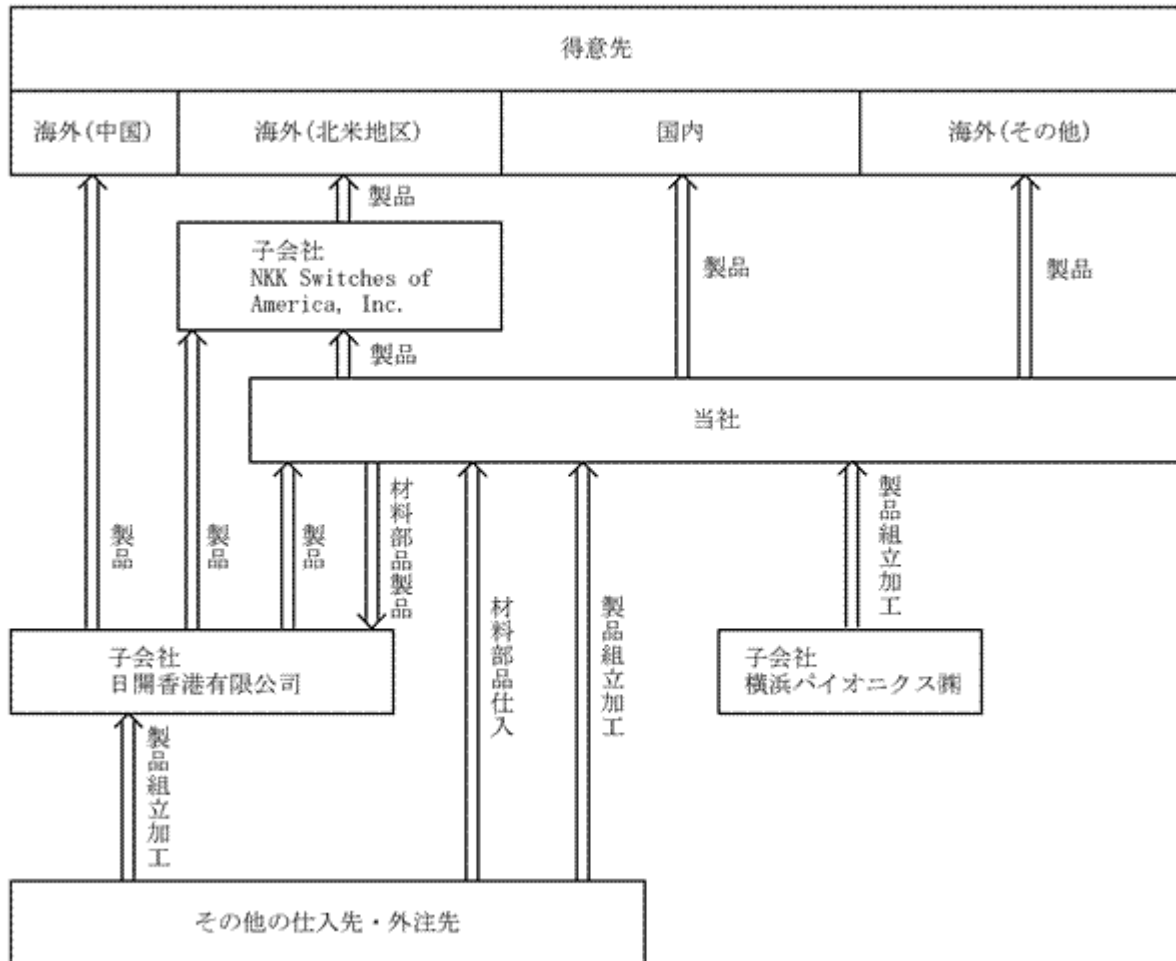 得意先
海外(中国)
海外(北米地区)
国内
海外(その他)
製品
子会社
NKK Switches of
America, Inc.
製品
製品
製品
当社
製品
製品
製品
材料部品製品
材料部品仕入
製品組立加工
製品組立加工
子会社
日開香港有限公司
子会社
横浜パイオニクス㈱
製品組立加工
その他の仕入先・外注先